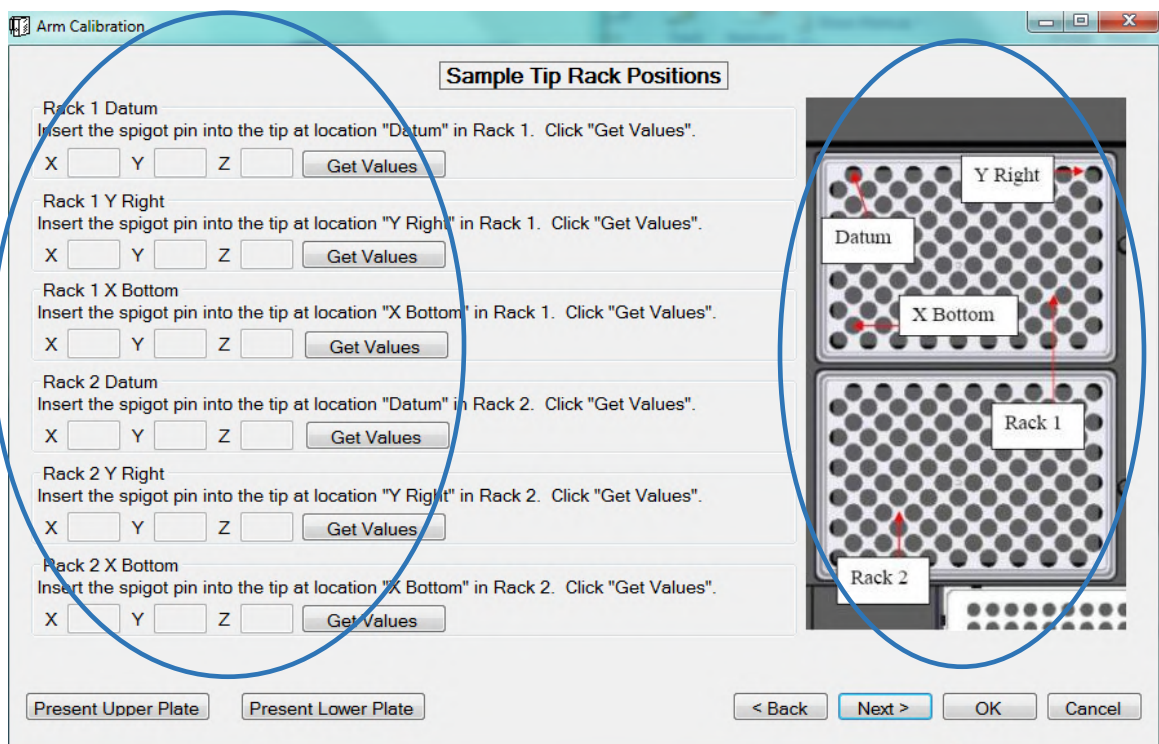 Arm Calibration
Sample Tip Rack Positions
Rack 1 Datum
Insert the spigot pin into the tip at location "Datum" in Rack 1. Click "Get Values".
X Y Z Get Values
Rack 1 Y Right
Insert the spigot pin into the tip at location "Y Right" in Rack 1. Click "Get Values".
X Y Z Get Values
Rack 1 X Bottom
Insert the spigot pin into the tip at location "X Bottom" in Rack 1. Click "Get Values".
X Y Z Get Values
Rack 2 Datum
Insert the spigot pin into the tip at location "Datum" in Rack 2. Click "Get Values".
X Y Z Get Values
Rack 2 Y Right
Insert the spigot pin into the tip at location "Y Right" in Rack 2. Click "Get Values".
X Y Z Get Values
Rack 2 X Bottom
Insert the spigot pin into the tip at location "X Bottom" in Rack 2. Click "Get Values".
X Y Z Get Values
Y Right
Datum
X Bottom
Rack 1
Rack 2
Present Upper Plate Present Lower Plate < Back Next > OK Cancel